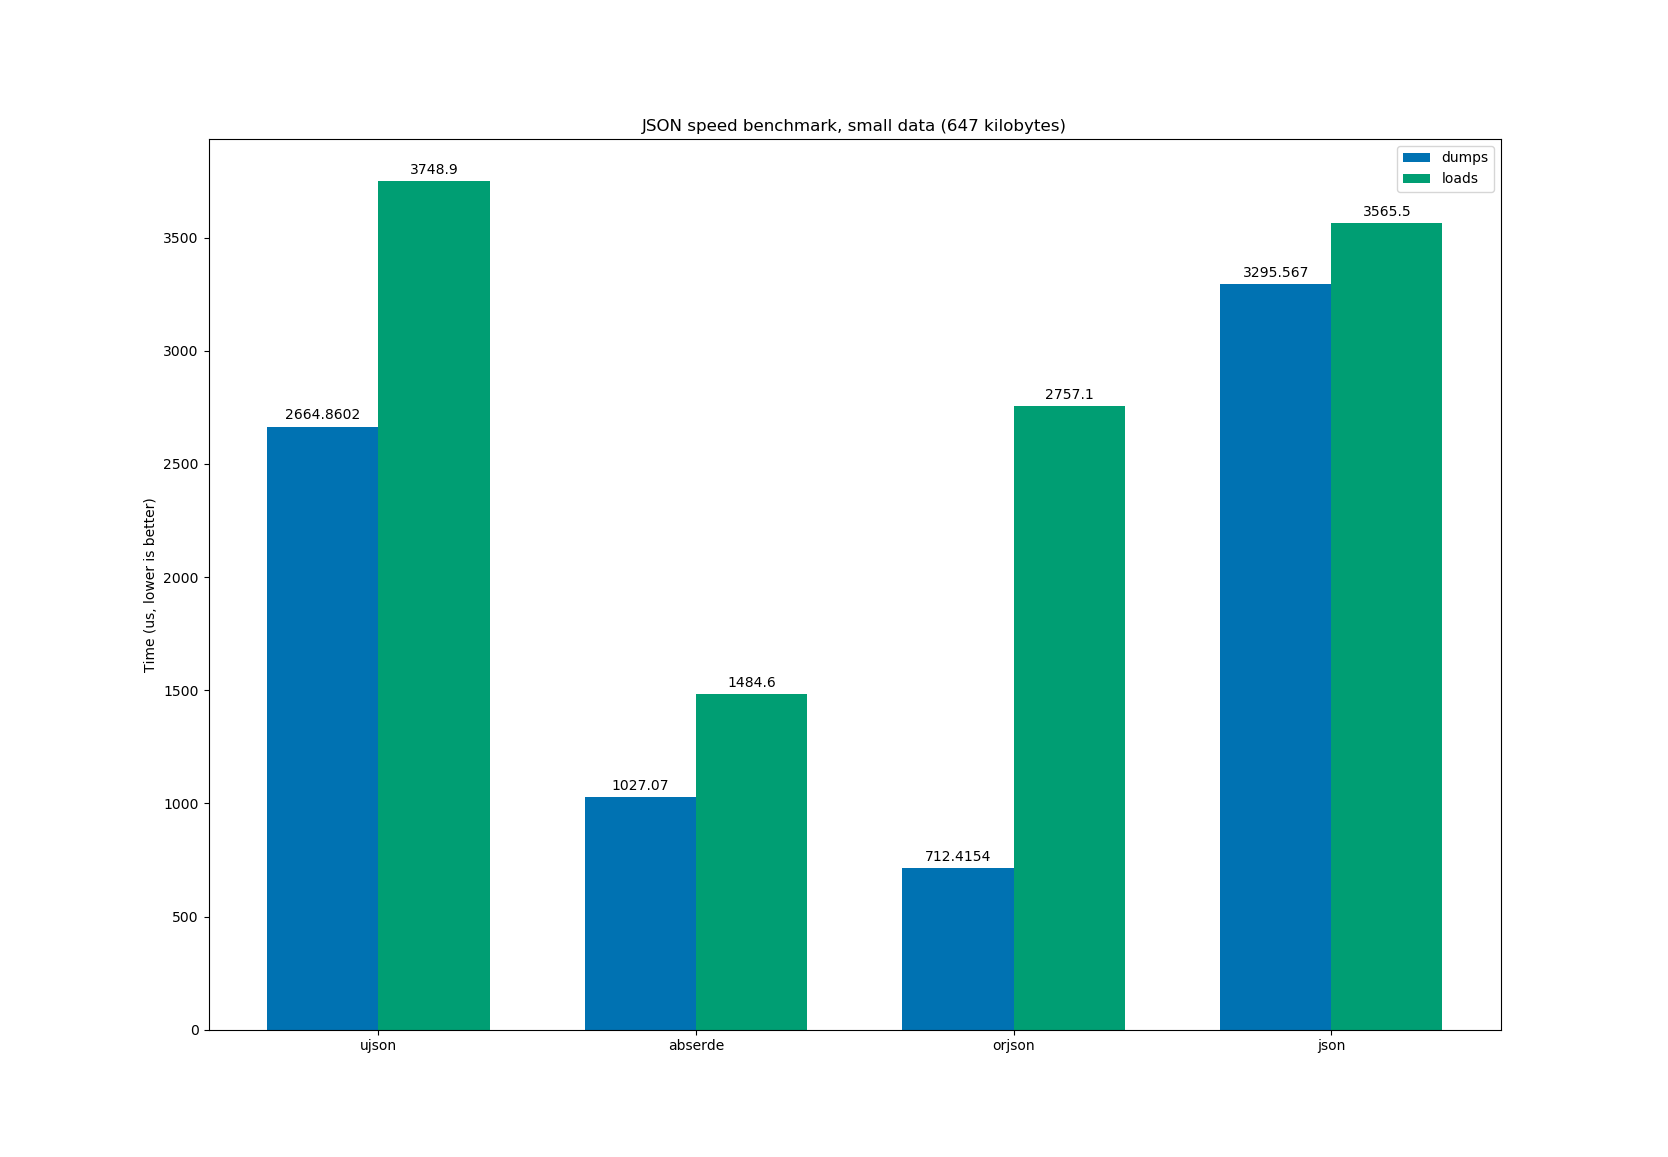 JSON speed benchmark, small data (647 kilobytes)
dumps
loads
3748.9
3565.5
3295.567
2757.1
2664.8602
1484.6
1027.07
712.4154
Time (us, lower is better)
3500
3000
2500
2000
1500
1000
500
0
ujson
abserde
orjson
json